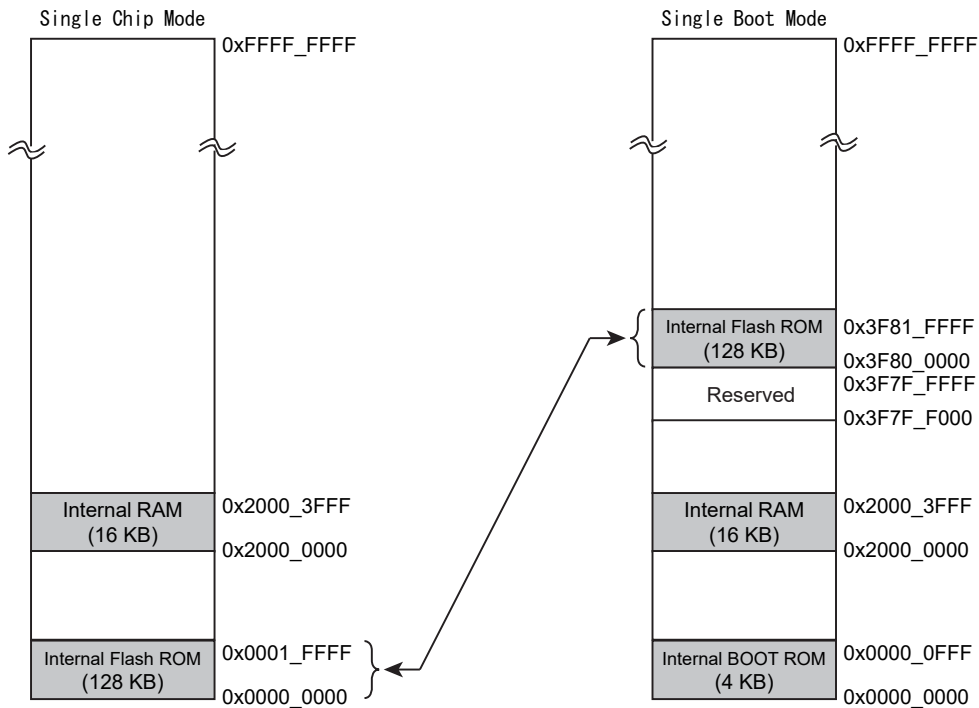 Single Chip Mode
0xFFFF_FFFF
Internal RAM
(16 KB)
0x2000_3FFF
0x2000_0000
Internal Flash ROM
(128 KB)
0x0001_FFFF
0x0000_0000
Single Boot Mode
0xFFFF_FFFF
Internal Flash ROM
(128 KB)
0x3F81_FFFF
0x3F80_0000
Reserved
0x3F7F_FFFF
0x3F7F_F000
Internal RAM
(16 KB)
0x2000_3FFF
0x2000_0000
Internal BOOT ROM
(4 KB)
0x0000_0FFF
0x0000_0000